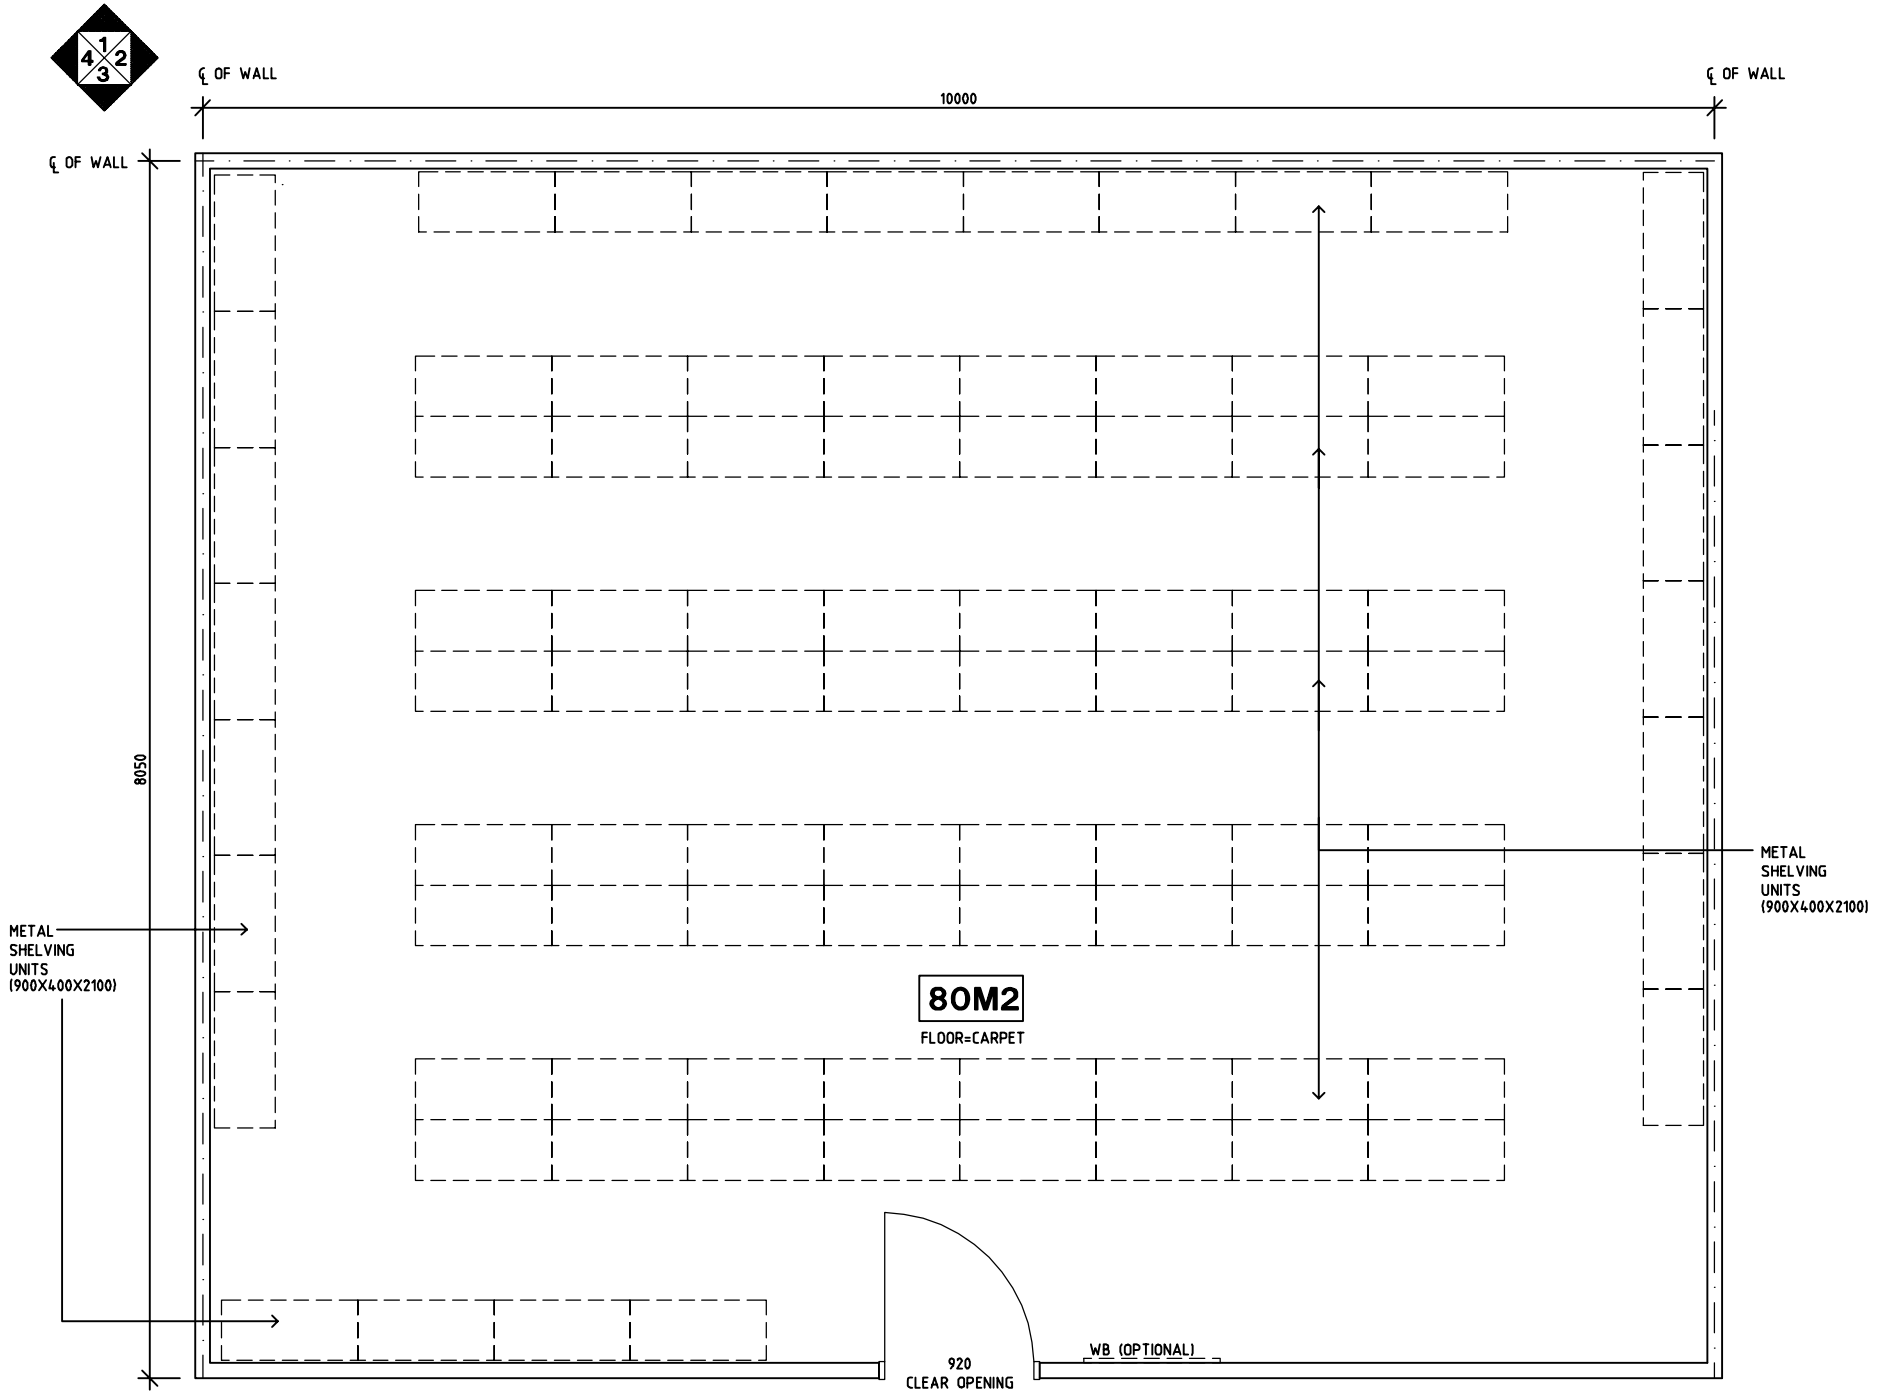 1
4 2
3
℄ OF WALL
℄ OF WALL
10000
℄ OF WALL
8050
METAL
SHELVING
UNITS
(900X400X2100)
METAL
SHELVING
UNITS
(900X400X2100)
80M2
FLOOR=CARPET
WB (OPTIONAL)
920
CLEAR OPENING